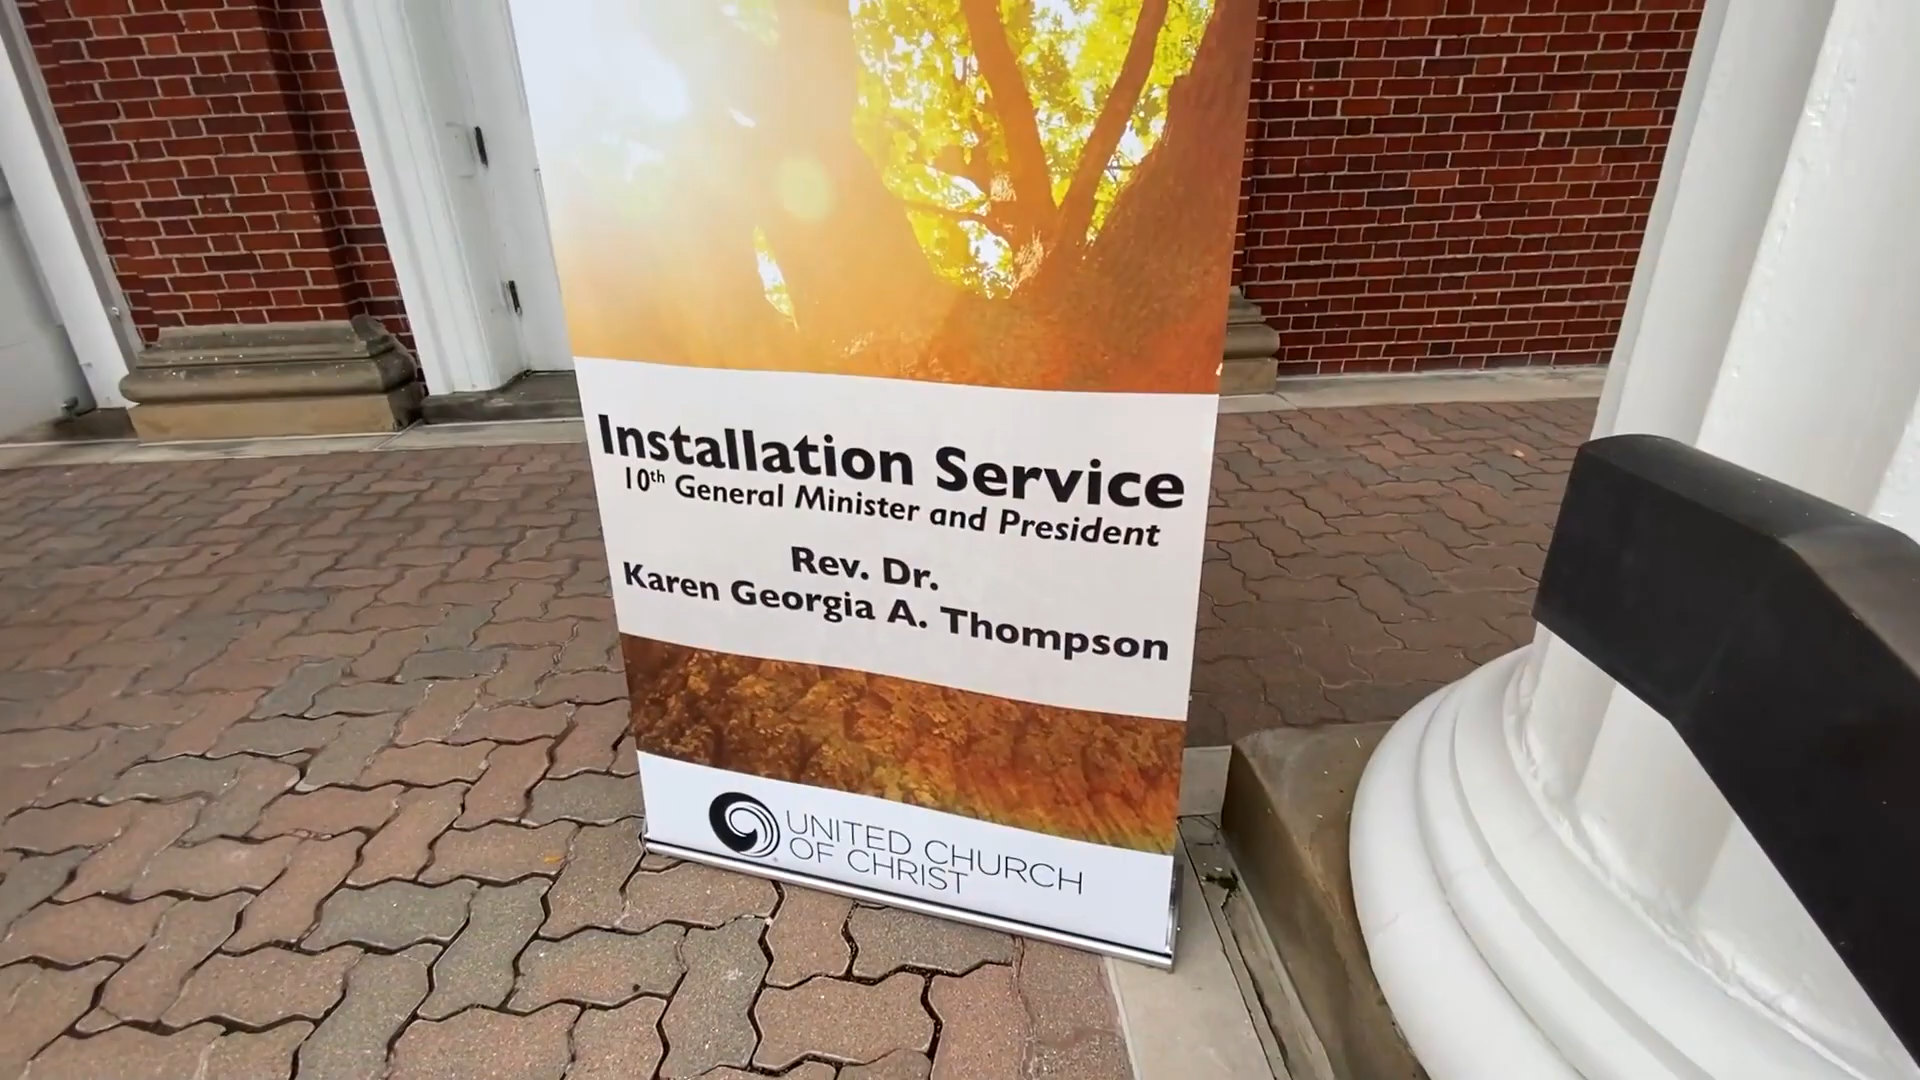 Installation Service
10th General Minister and President
Rev. Dr.
Karen Georgia A. Thompson
UNITED CHURCH
OF CHRIST